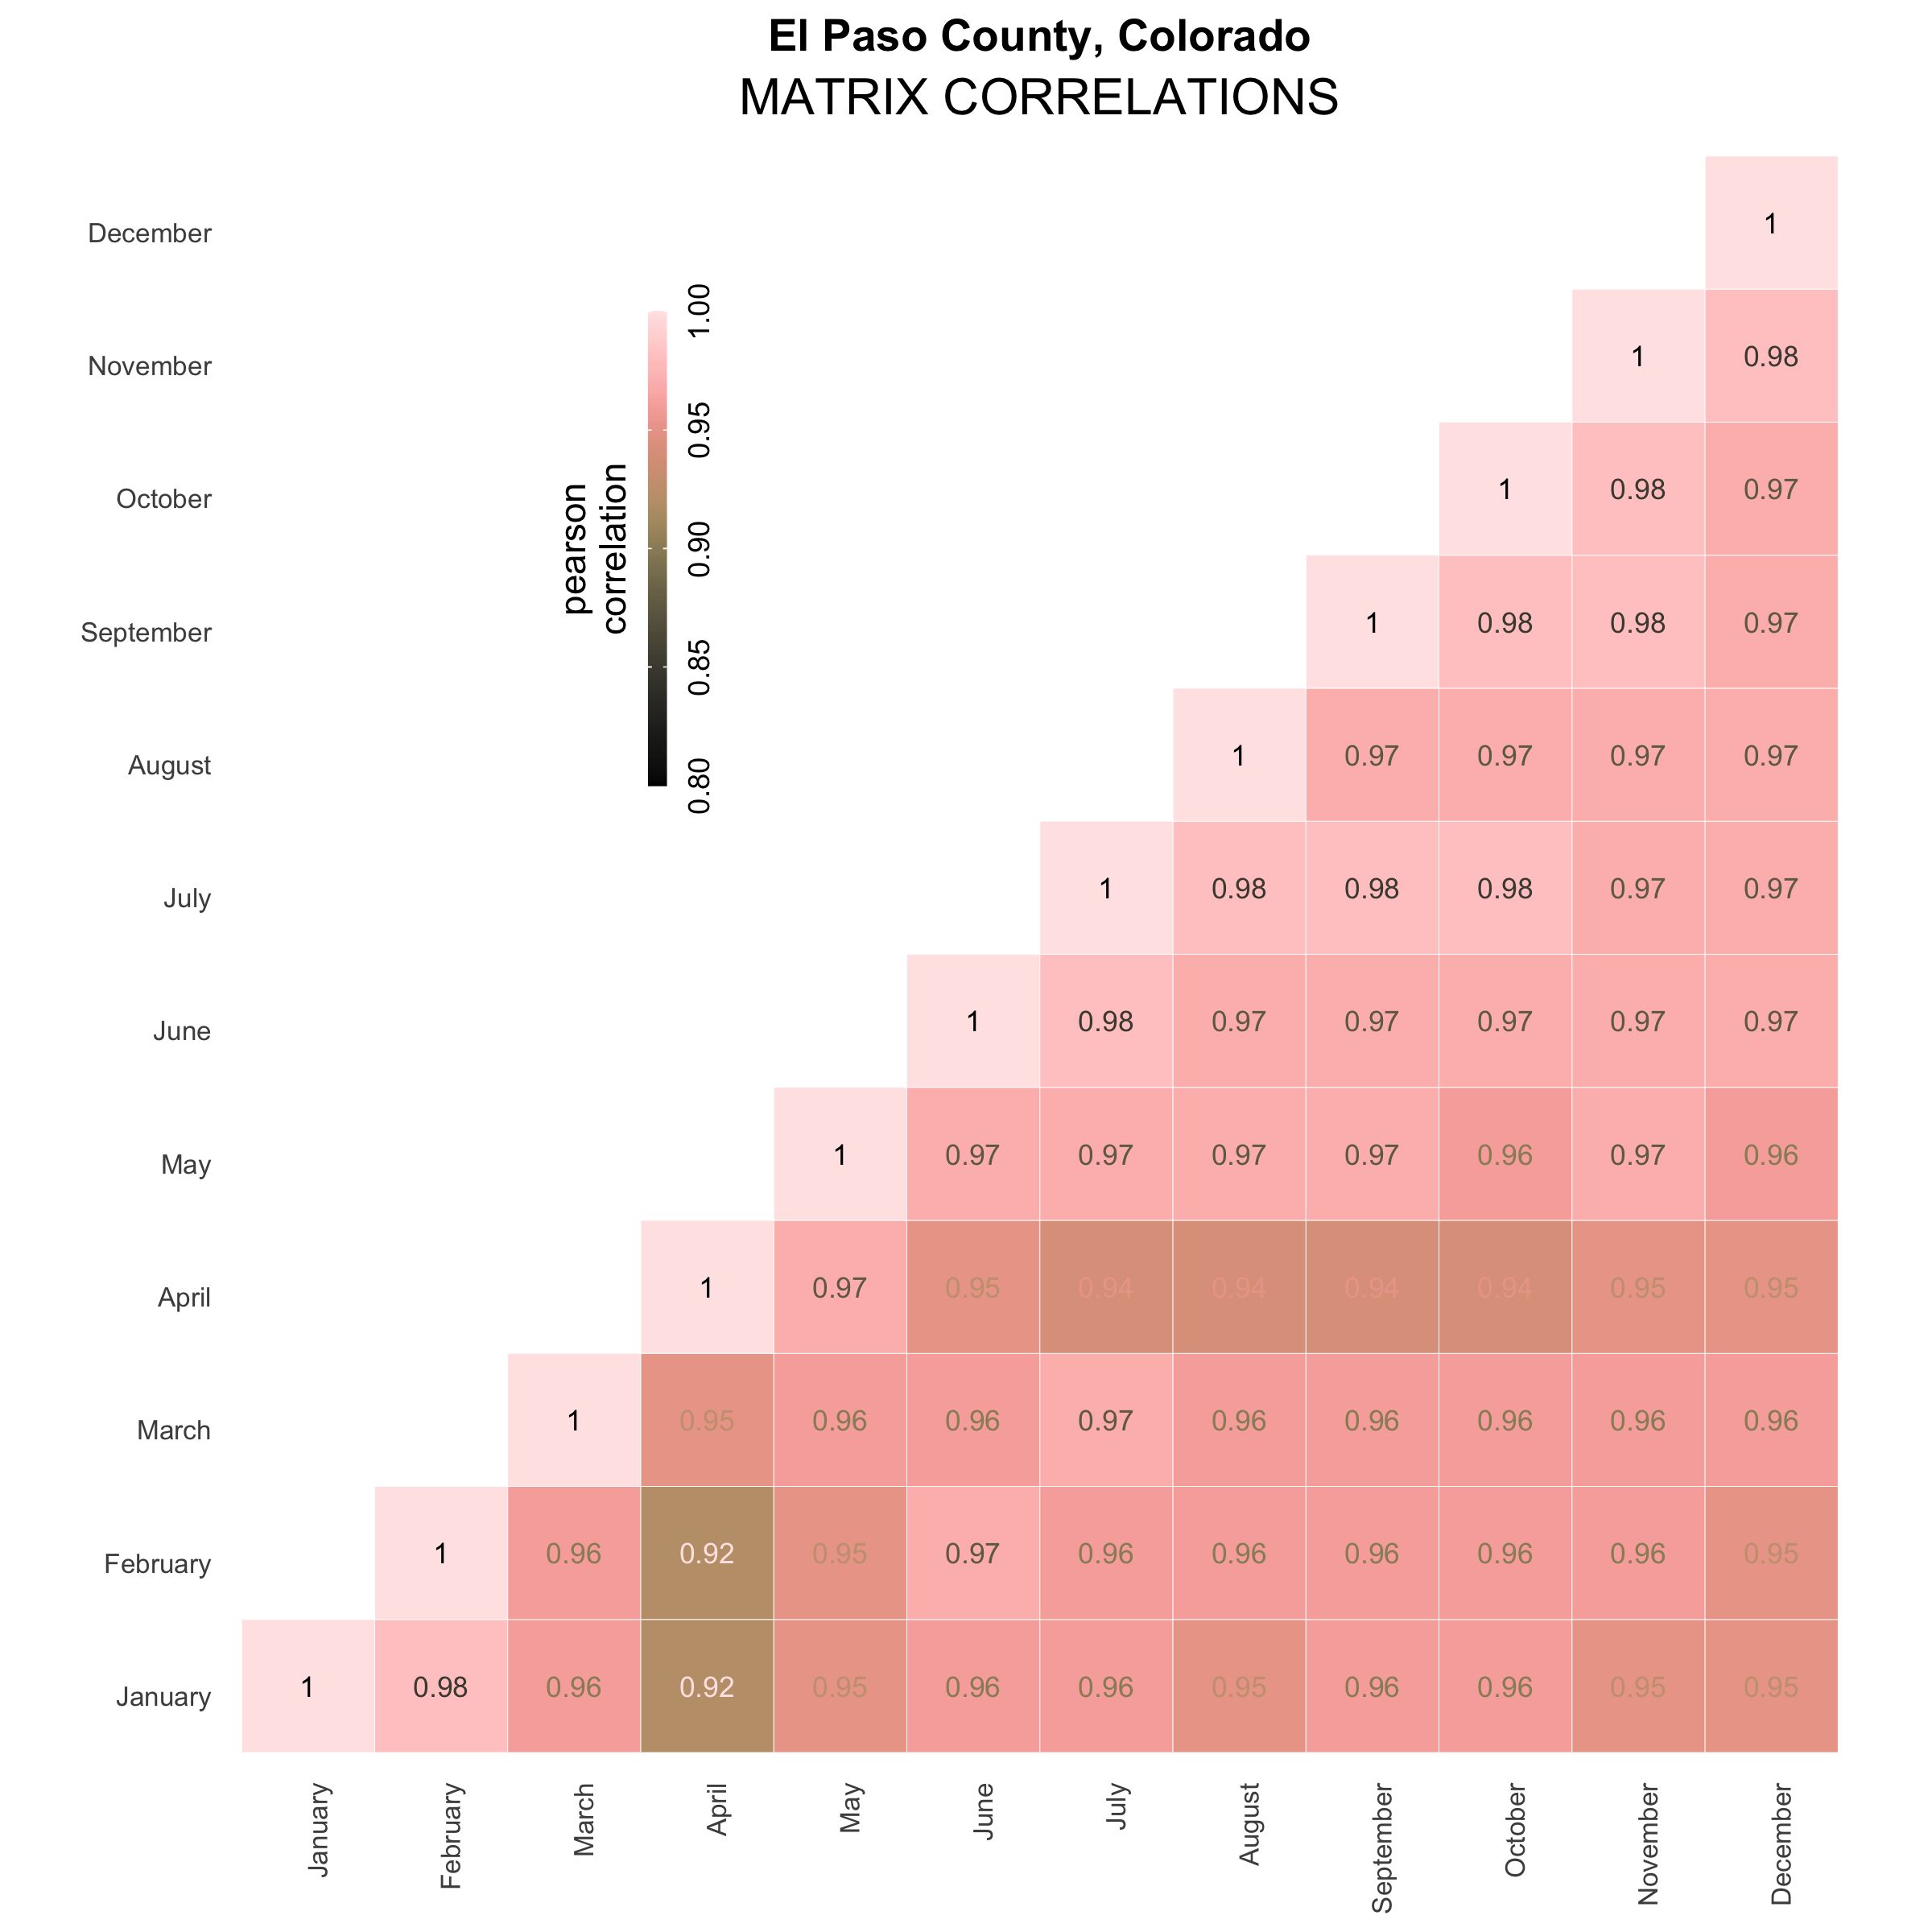 El Paso County, Colorado
MATRIX CORRELATIONS
pearson
correlation
1.00
0.95
0.90
0.85
0.80
December 1
November 1 0.98
October 1 0.98 0.97
September 1 0.98 0.98 0.97
August 1 0.97 0.97 0.97 0.97
July 1 0.98 0.98 0.98 0.97 0.97
June 1 0.98 0.97 0.97 0.97 0.97 0.97
May 1 0.97 0.97 0.97 0.97 0.96 0.97 0.96
April 1 0.97 0.95 0.94 0.94 0.94 0.94 0.95 0.95
March 1 0.95 0.96 0.96 0.97 0.96 0.96 0.96 0.96 0.96
February 1 0.96 0.92 0.95 0.97 0.96 0.96 0.96 0.96 0.96 0.95
January 1 0.98 0.96 0.92 0.95 0.96 0.96 0.95 0.96 0.96 0.95 0.95
January February March April May June July August September October November December